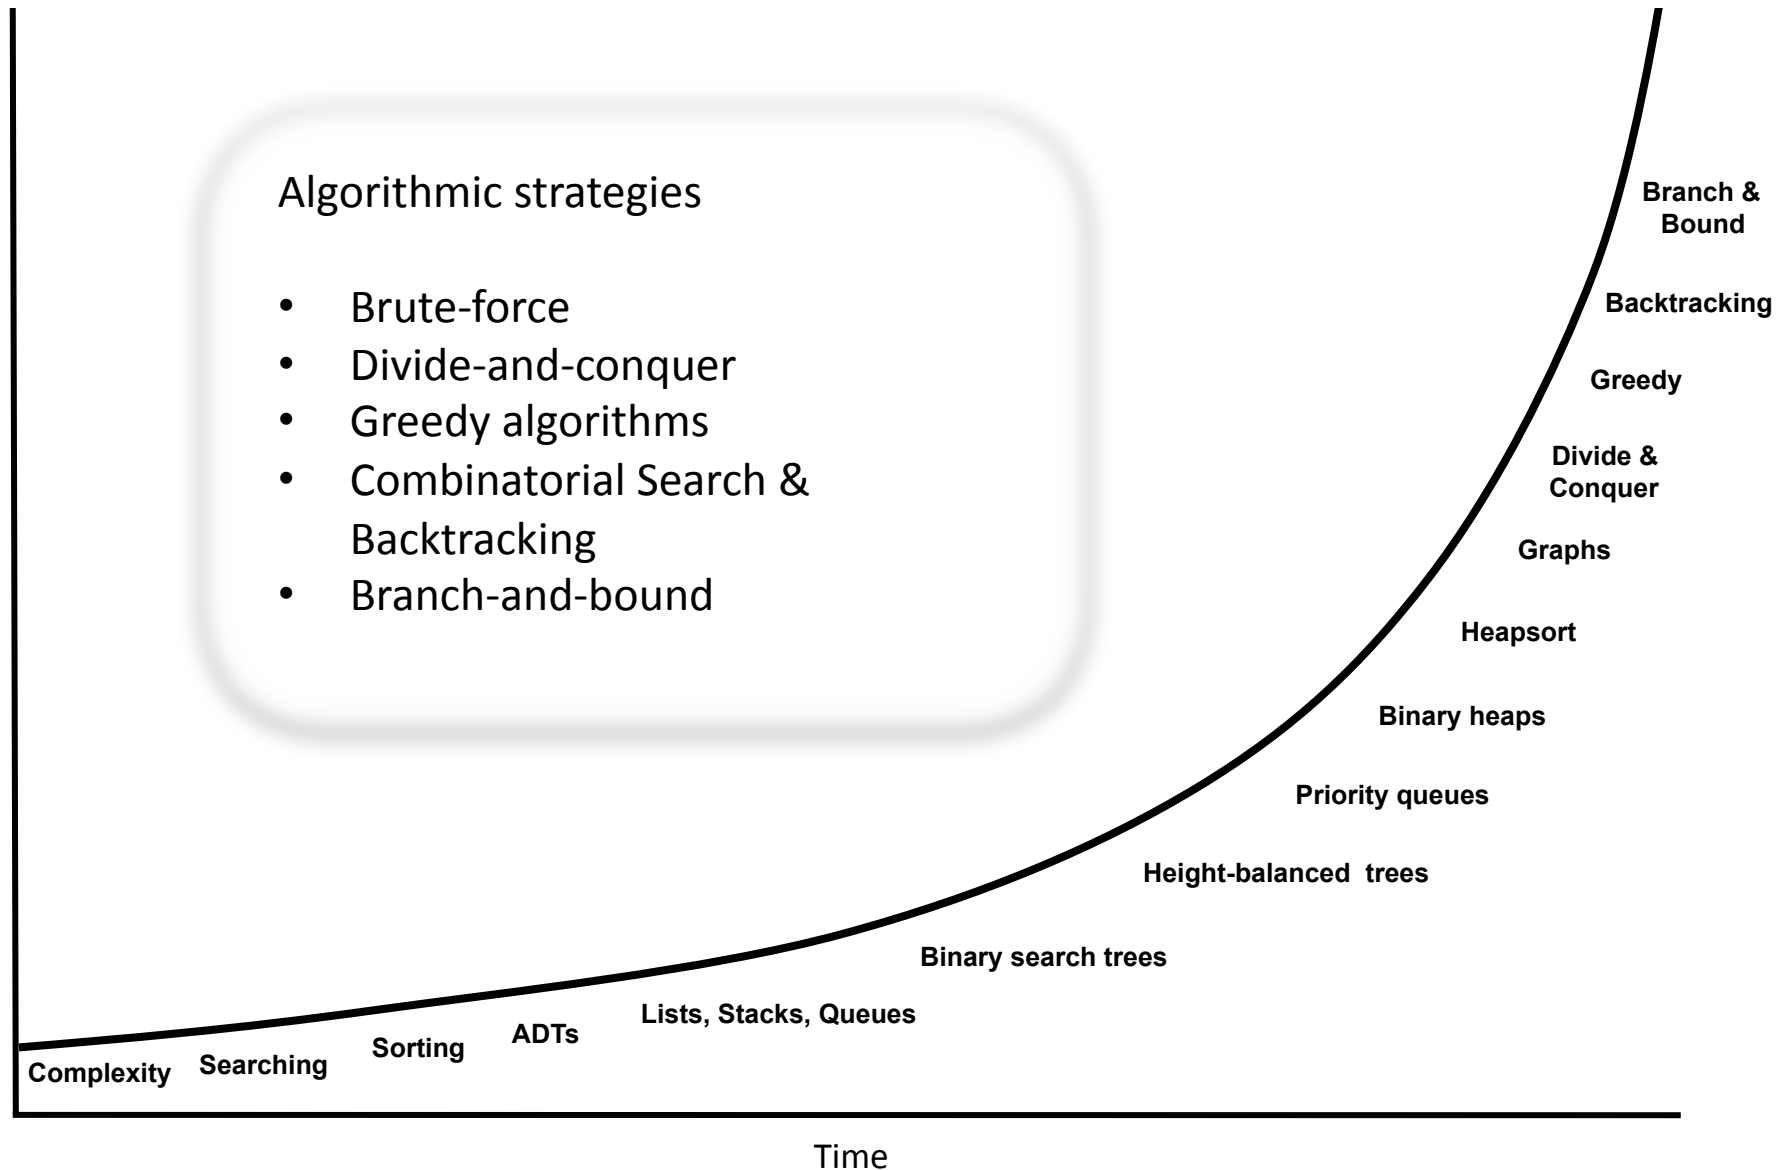 Algorithmic strategies
• Brute-force
• Divide-and-conquer
• Greedy algorithms
• Combinatorial Search &
Backtracking
• Branch-and-bound
Branch &
Bound
Backtracking
Greedy
Divide &
Conquer
Graphs
Heapsort
Binary heaps
Priority queues
Height-balanced  trees
Binary search trees
Lists, Stacks, Queues
ADTs
Sorting
Searching
Complexity
Time